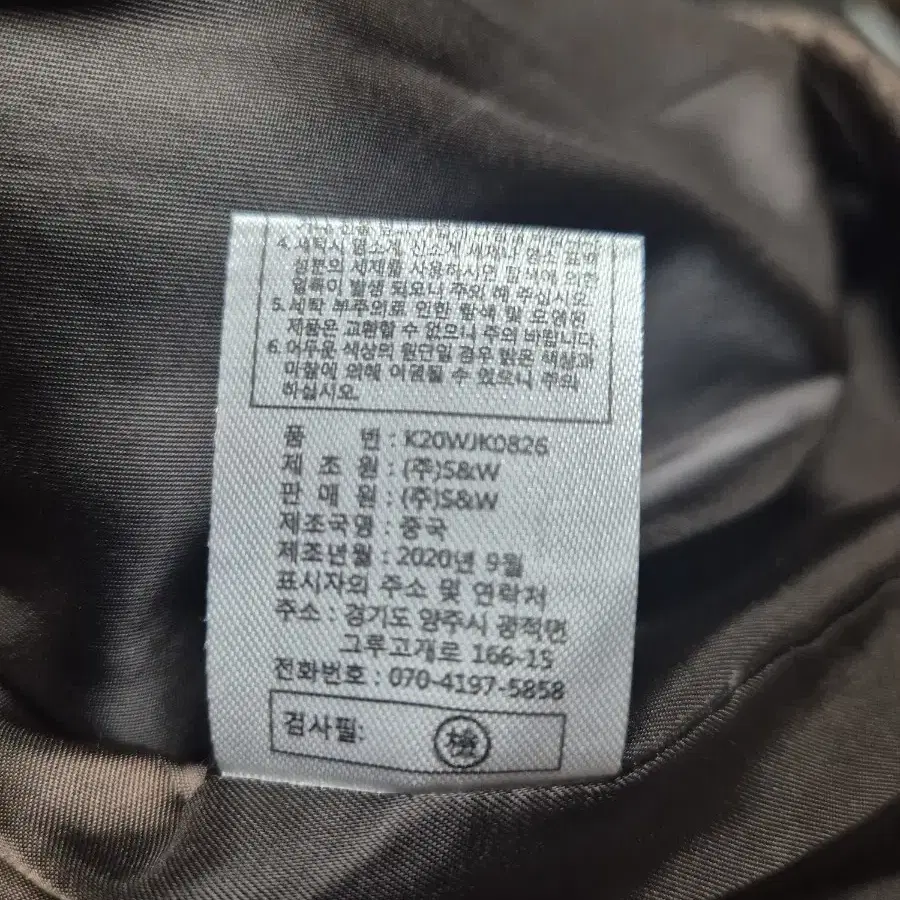 4. 세탁시 염소계 산소계 세제나 염소 표백
성분의 세제를 사용하시면 탈색에 의한
얼룩이 발생 되오니 주의 해 주십시오.
5. 세탁 부주의로 인한 탈색 및 오염된
제품은 교환할 수 없으니 주의 바랍니다.
6. 어두운 색상의 원단일 경우 밝은 색상과
마찰에 의해 이염될 수 있으니 주의
하십시오.
품 번 : K20WJK0826
제 조 원 : (주)S&W
판 매 원 : (주)S&W
제조국명 : 중국
제조년월 : 2020년 9월
표시자의 주소 및 연락처
주소 : 경기도 양주시 광적면
그루고개로 166-15
전화번호 : 070-4197-5858
검사필: 檢